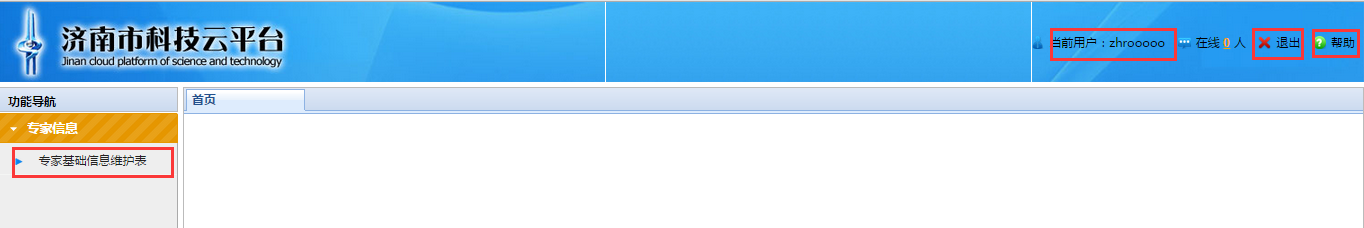 济南市科技云平台
Jinan cloud platform of science and technology
当前用户：zhrooooo 在线 0 人 退出 帮助
功能导航
首页
专家信息
专家基础信息维护表